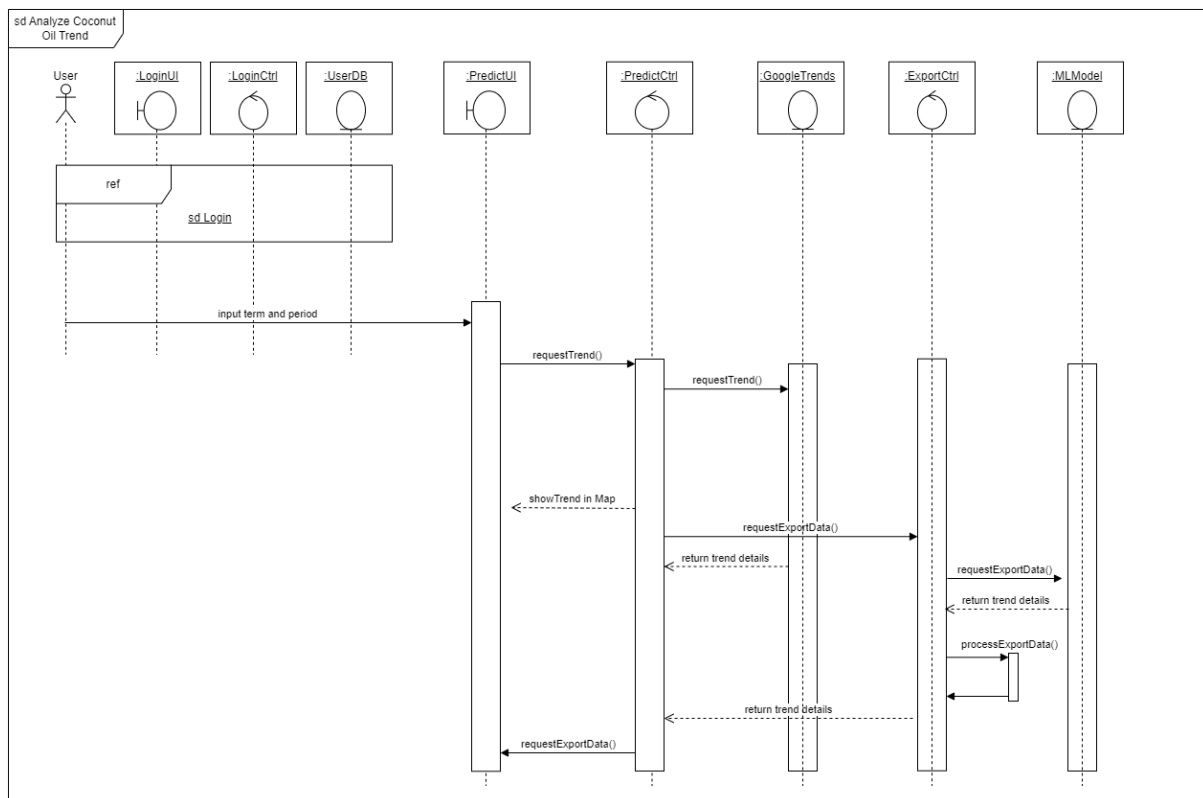 sd Analyze Coconut
Oil Trend
User
:LoginUI
:LoginCtrl
:UserDB
:PredictUI
:PredictCtrl
:GoogleTrends
:ExportCtrl
:MLModel
ref
sd Login
input term and period
requestTrend()
requestTrend()
showTrend in Map
requestExportData()
return trend details
requestExportData()
return trend details
processExportData()
return trend details
requestExportData()